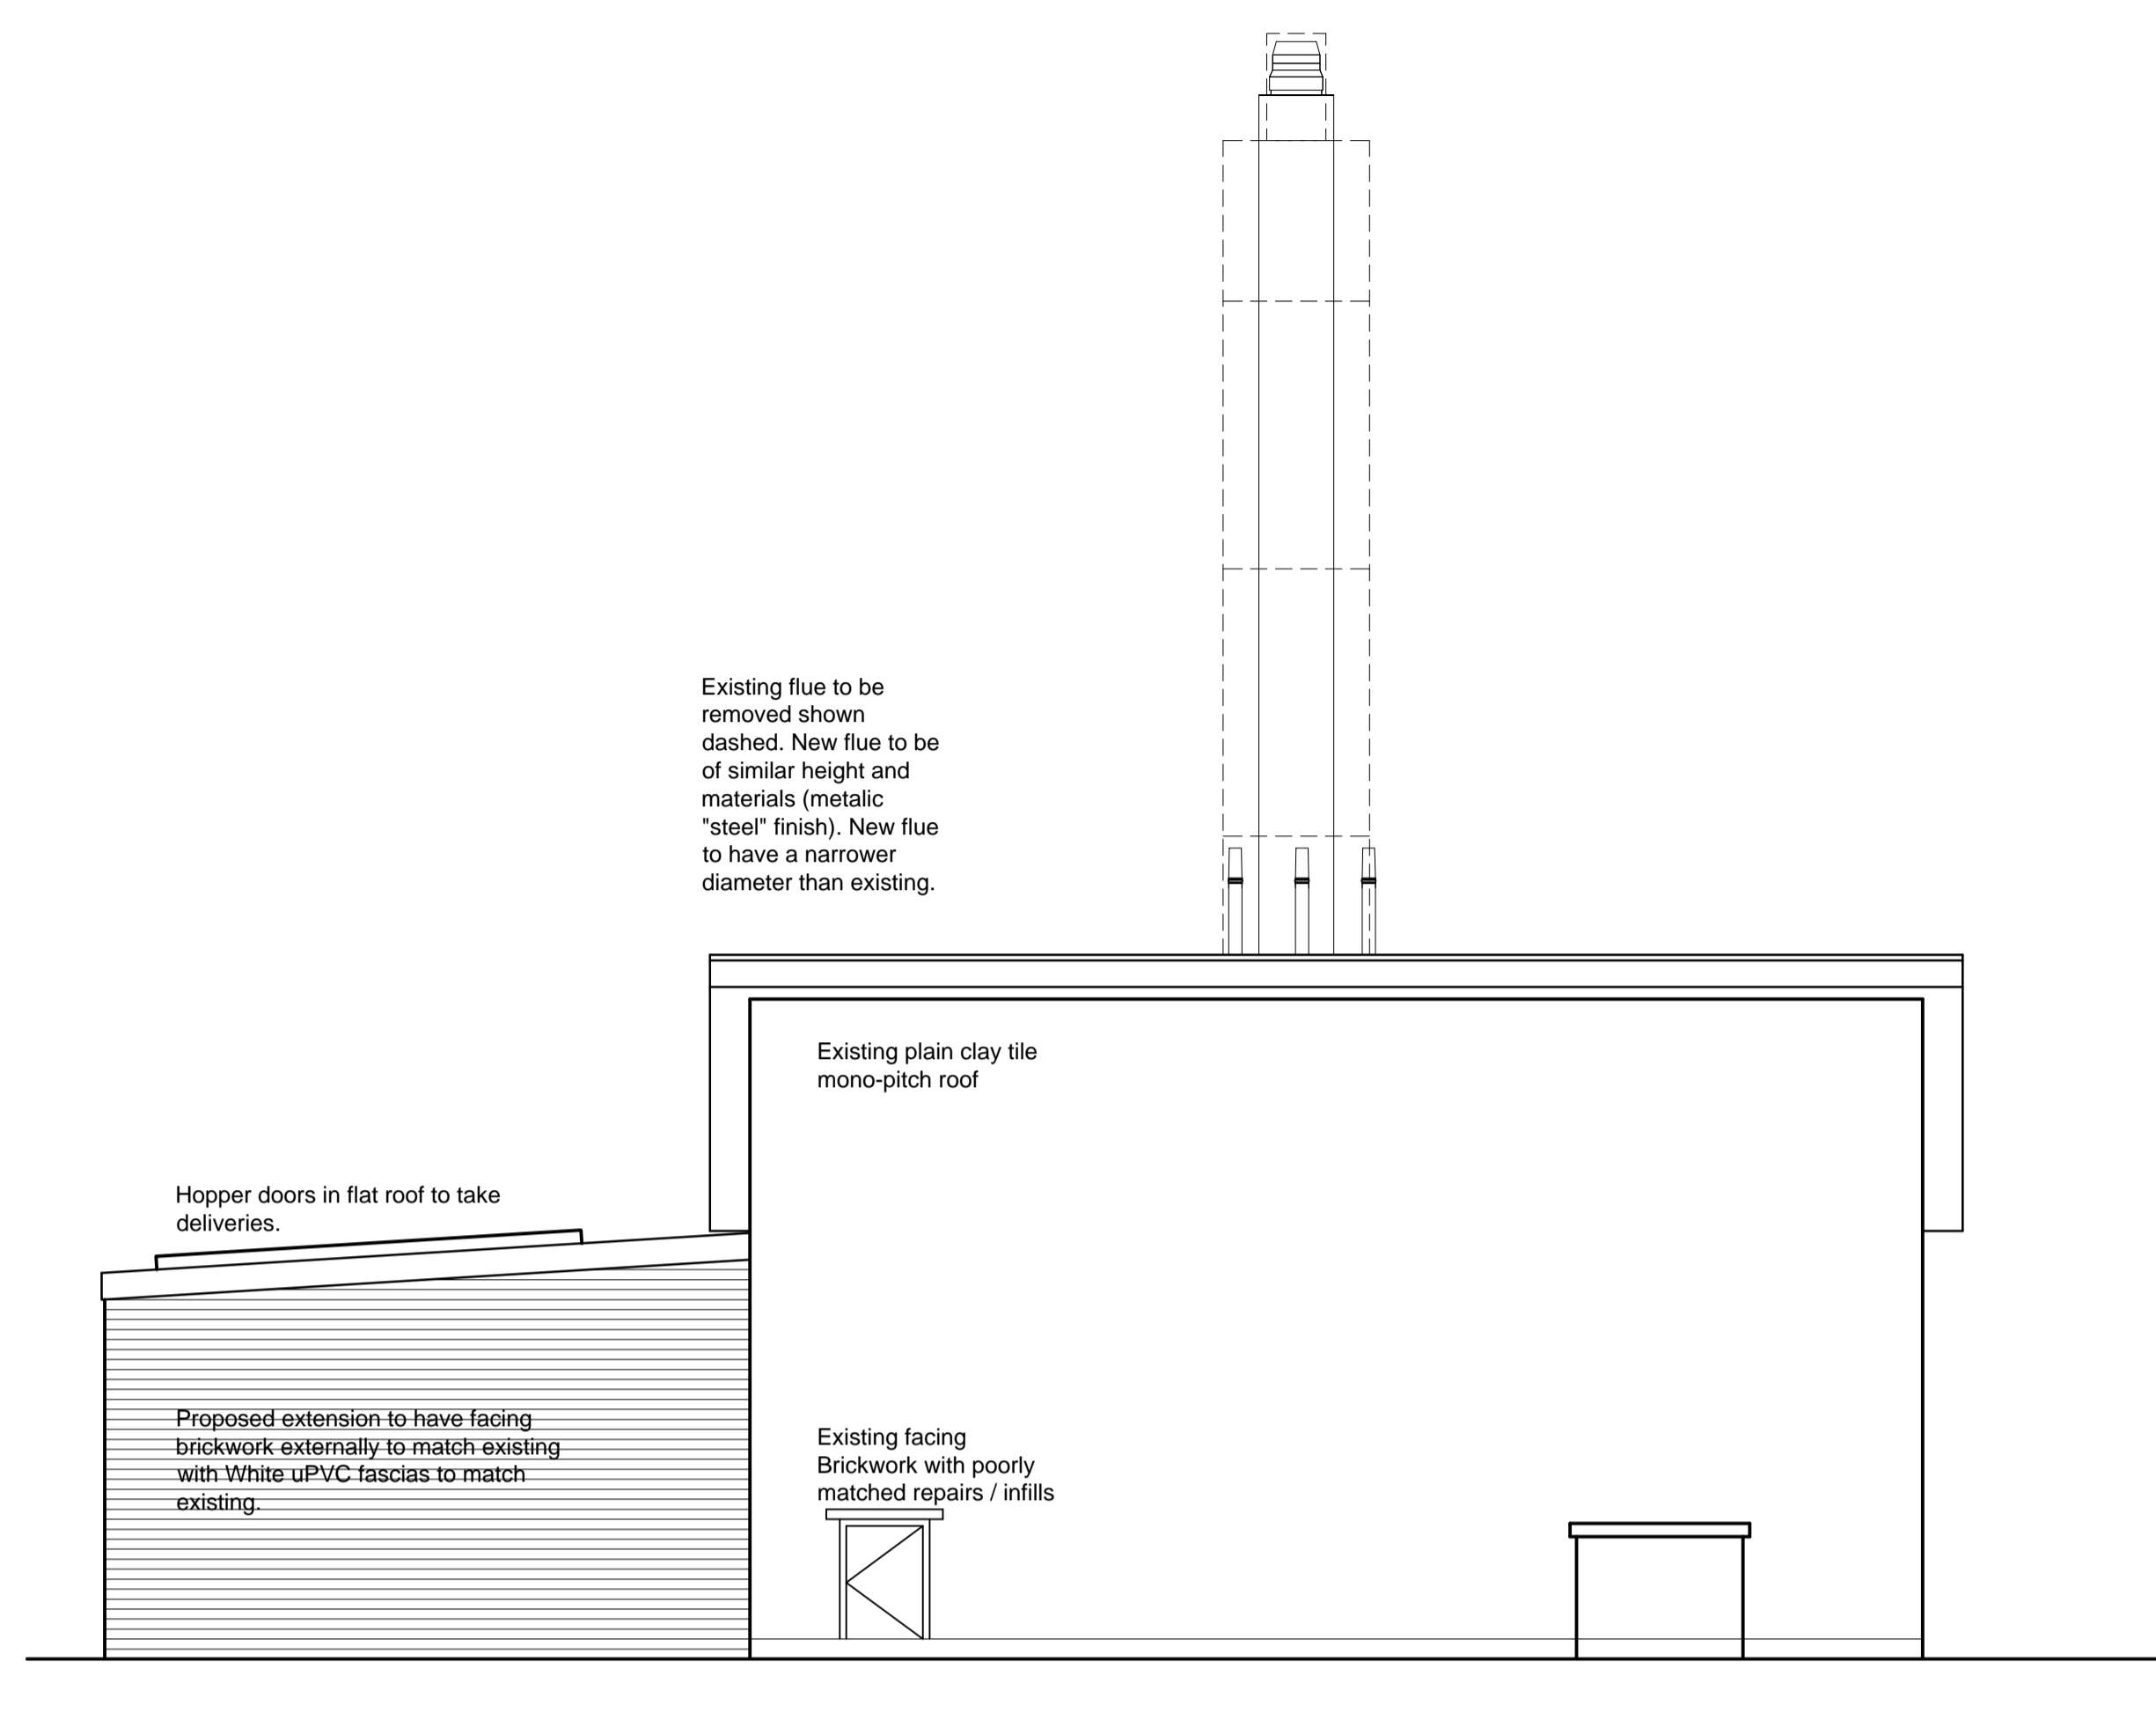 Existing flue to be
removed shown
dashed. New flue to be
of similar height and
materials (metalic
"steel" finish). New flue
to have a narrower
diameter than existing.
Existing plain clay tile
mono-pitch roof
Hopper doors in flat roof to take
deliveries.
Proposed extension to have facing
brickwork externally to match existing
with White uPVC fascias to match
existing.
Existing facing
Brickwork with poorly
matched repairs / infills